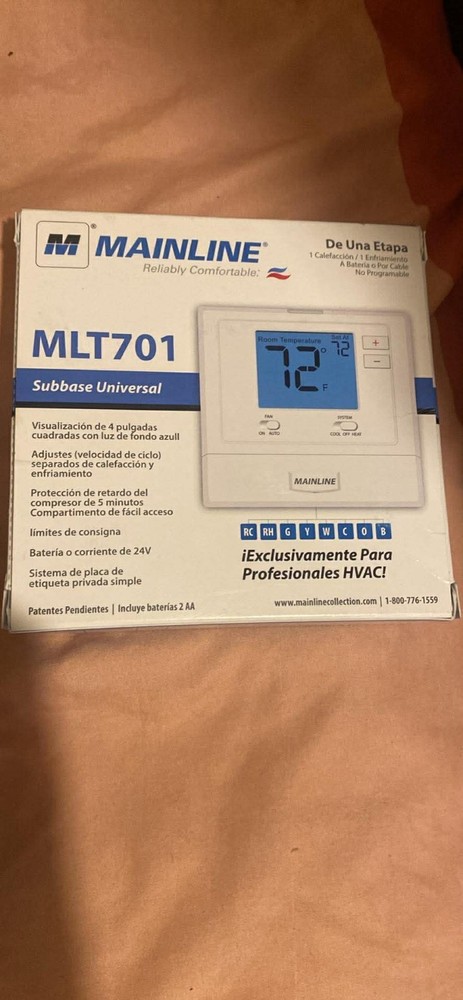 M MAINLINE®
Reliably Comfortable.
De Una Etapa
1 Calefacción / 1 Enfriamiento
A Bateria o Por Cable
No Programable
MLT701
Subbase Universal
Visualización de 4 pulgadas
cuadradas con luz de fondo azull
Adjustes (velocidad de ciclo)
separados de calefacción y
enfriamiento
Protección de retardo del
compresor de 5 minutos
Compartimento de fácil acceso
límites de consigna
Batería o corriente de 24V
Sistema de placa de
etiqueta privada simple
Patentes Pendientes | Incluye baterías 2 AA
Room Temperature
Set At
72
72°F
+
−
FAN
ON AUTO
SYSTEM
COOL OFF HEAT
MAINLINE
RC RH G Y W C O B
¡Exclusivamente Para
Profesionales HVAC!
www.mainlinecollection.com | 1-800-776-1559